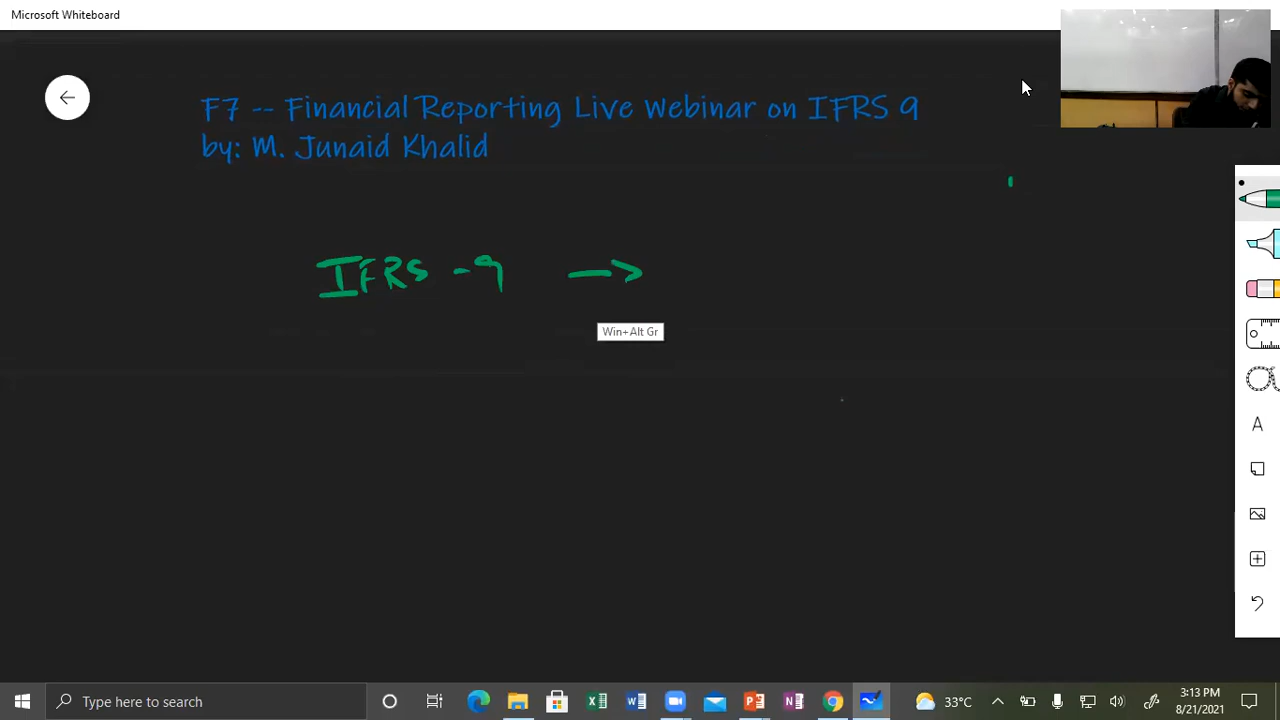 Microsoft Whiteboard
F7 -- Financial Reporting Live Webinar on IFRS 9
by: M. Junaid Khalid
IFRS - 9 →
Win+Alt Gr
A
Type here to search
33°C
3:13 PM
8/21/2021